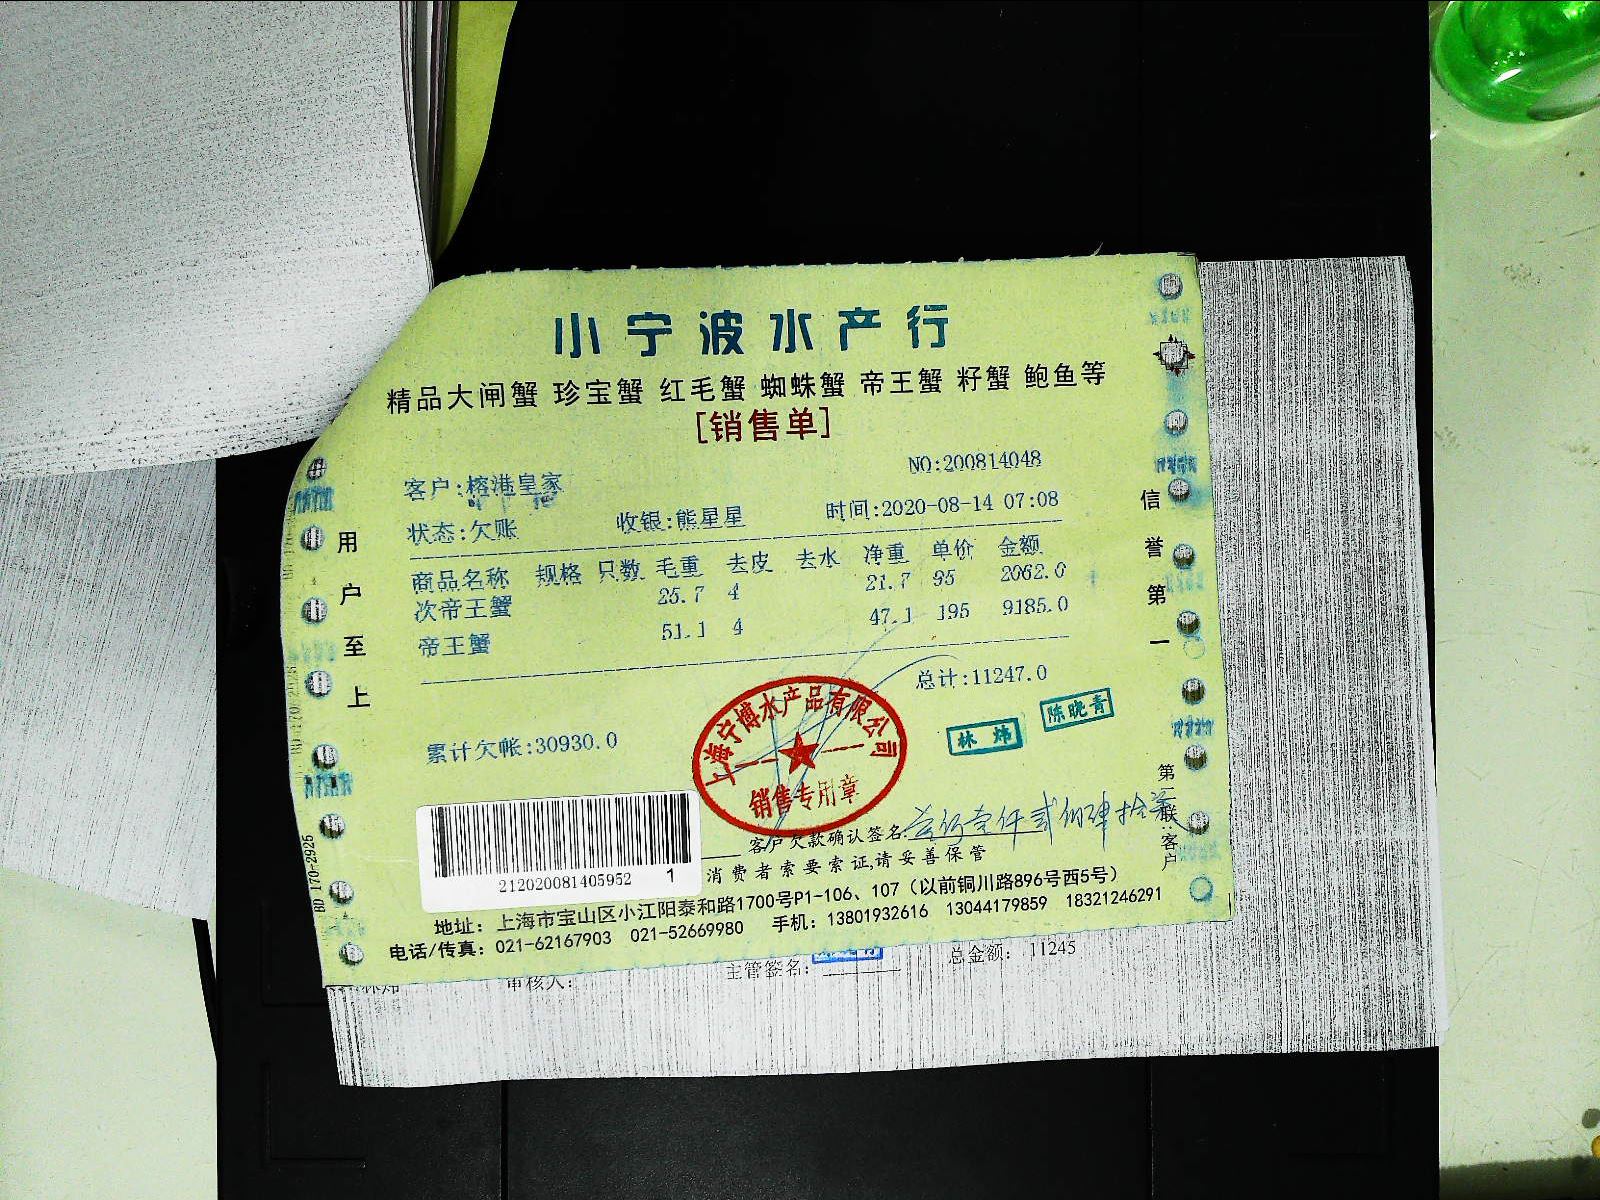 小宁波水产行
精品大闸蟹 珍宝蟹 红毛蟹 蜘蛛蟹 帝王蟹 籽蟹 鲍鱼等
[销售单]
NO:200814048
客户:榕港皇家
状态:欠账 收银:熊星星 时间:2020-08-14 07:08
商品名称 规格 只数 毛重 去皮 去水 净重 单价 金额
次帝王蟹 25.7 4 21.7 95 2062.0
帝王蟹 51.1 4 47.1 195 9185.0
总计:11247.0
累计欠帐:30930.0
上海宁博水产品有限公司
销售专用章
林炜
陈晓青
用户至上
信誉第一
第二联:客户
212020081405952 1
客户欠款确认签名:
壹仟贰佰肆拾
消费者索要索证,请妥善保管
地址: 上海市宝山区小江阳泰和路1700号P1-106、107 (以前铜川路896号西5号)
电话/传真: 021-62167903 021-52669980 手机: 13801932616 13044179859 18321246291
BD 170-2925
林炜 审核人: 主管签名: 总金额: 11245